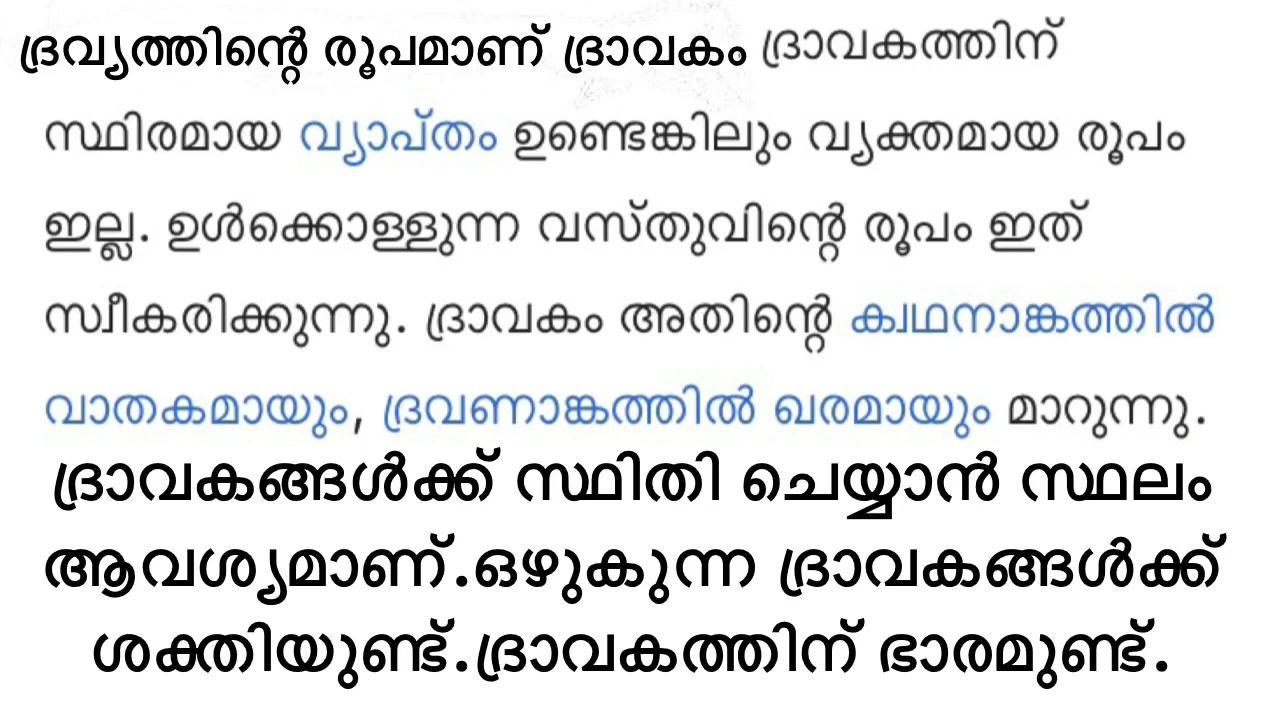 ദ്രവ്യത്തിന്റെ രൂപമാണ് ദ്രാവകം ദ്രാവകത്തിന്
സ്ഥിരമായ വ്യാപ്തം ഉണ്ടെങ്കിലും വ്യക്തമായ രൂപം
ഇല്ല. ഉൾക്കൊള്ളുന്ന വസ്തുവിന്റെ രൂപം ഇത്
സ്വീകരിക്കുന്നു. ദ്രാവകം അതിന്റെ ക്വഥനാങ്കത്തിൽ
വാതകമായും, ദ്രവണാങ്കത്തിൽ ഖരമായും മാറുന്നു.
ദ്രാവകങ്ങൾക്ക് സ്ഥിതി ചെയ്യാൻ സ്ഥലം
ആവശ്യമാണ്.ഒഴുകുന്ന ദ്രാവകങ്ങൾക്ക്
ശക്തിയുണ്ട്.ദ്രാവകത്തിന് ഭാരമുണ്ട്.